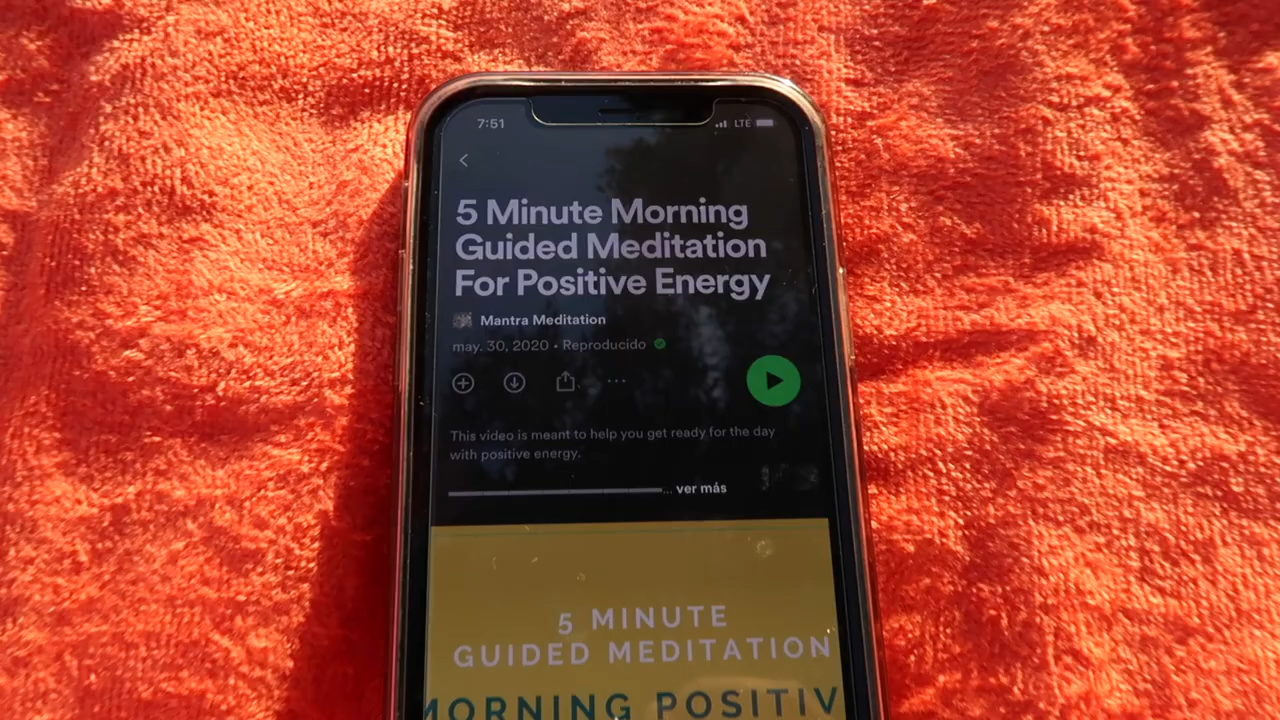 7:51
LTE
5 Minute Morning
Guided Meditation
For Positive Energy
Mantra Meditation
may. 30, 2020 • Reproducido
This video is meant to help you get ready for the day
with positive energy.
... ver más
5 MINUTE
GUIDED MEDITATION
MORNING POSITIV